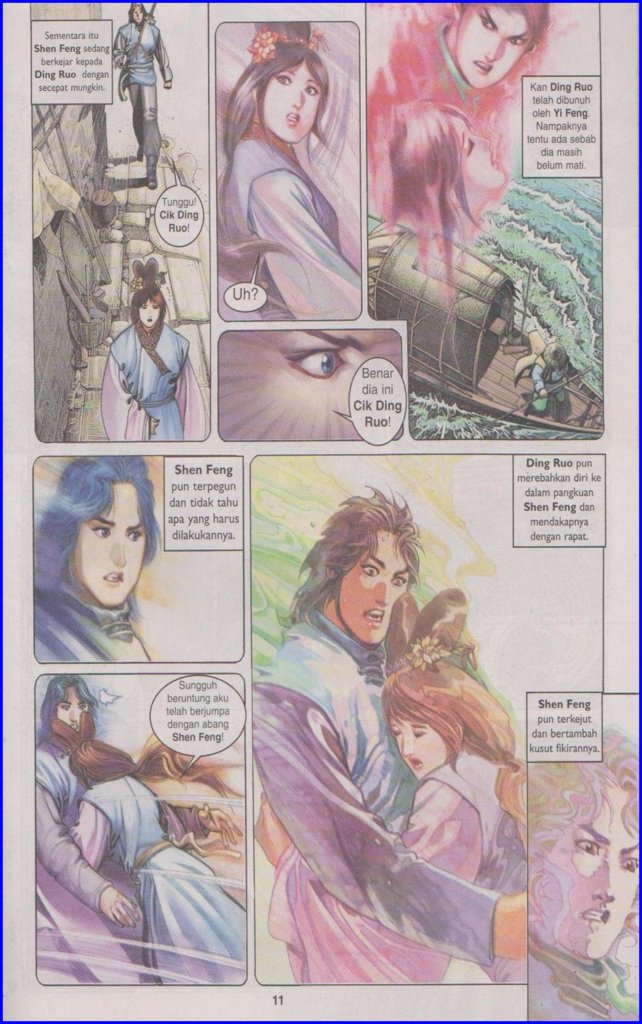 Sementara itu
Shen Feng sedang
berkejar kepada
Ding Ruo dengan
secepat mungkin.
Tunggu!
Cik Ding
Ruo!
Uh?
Benar
dia ini
Cik Ding
Ruo!
Kan Ding Ruo
telah dibunuh
oleh Yi Feng.
Nampaknya
tentu ada sebab
dia masih
belum mati.
Shen Feng
pun terpegun
dan tidak tahu
apa yang harus
dilakukannya.
Ding Ruo pun
merebahkan diri ke
dalam pangkuan
Shen Feng dan
mendakapnya
dengan rapat.
Sungguh
beruntung aku
telah berjumpa
dengan abang
Shen Feng!
Shen Feng
pun terkejut
dan bertambah
kusut fikirannya.
11